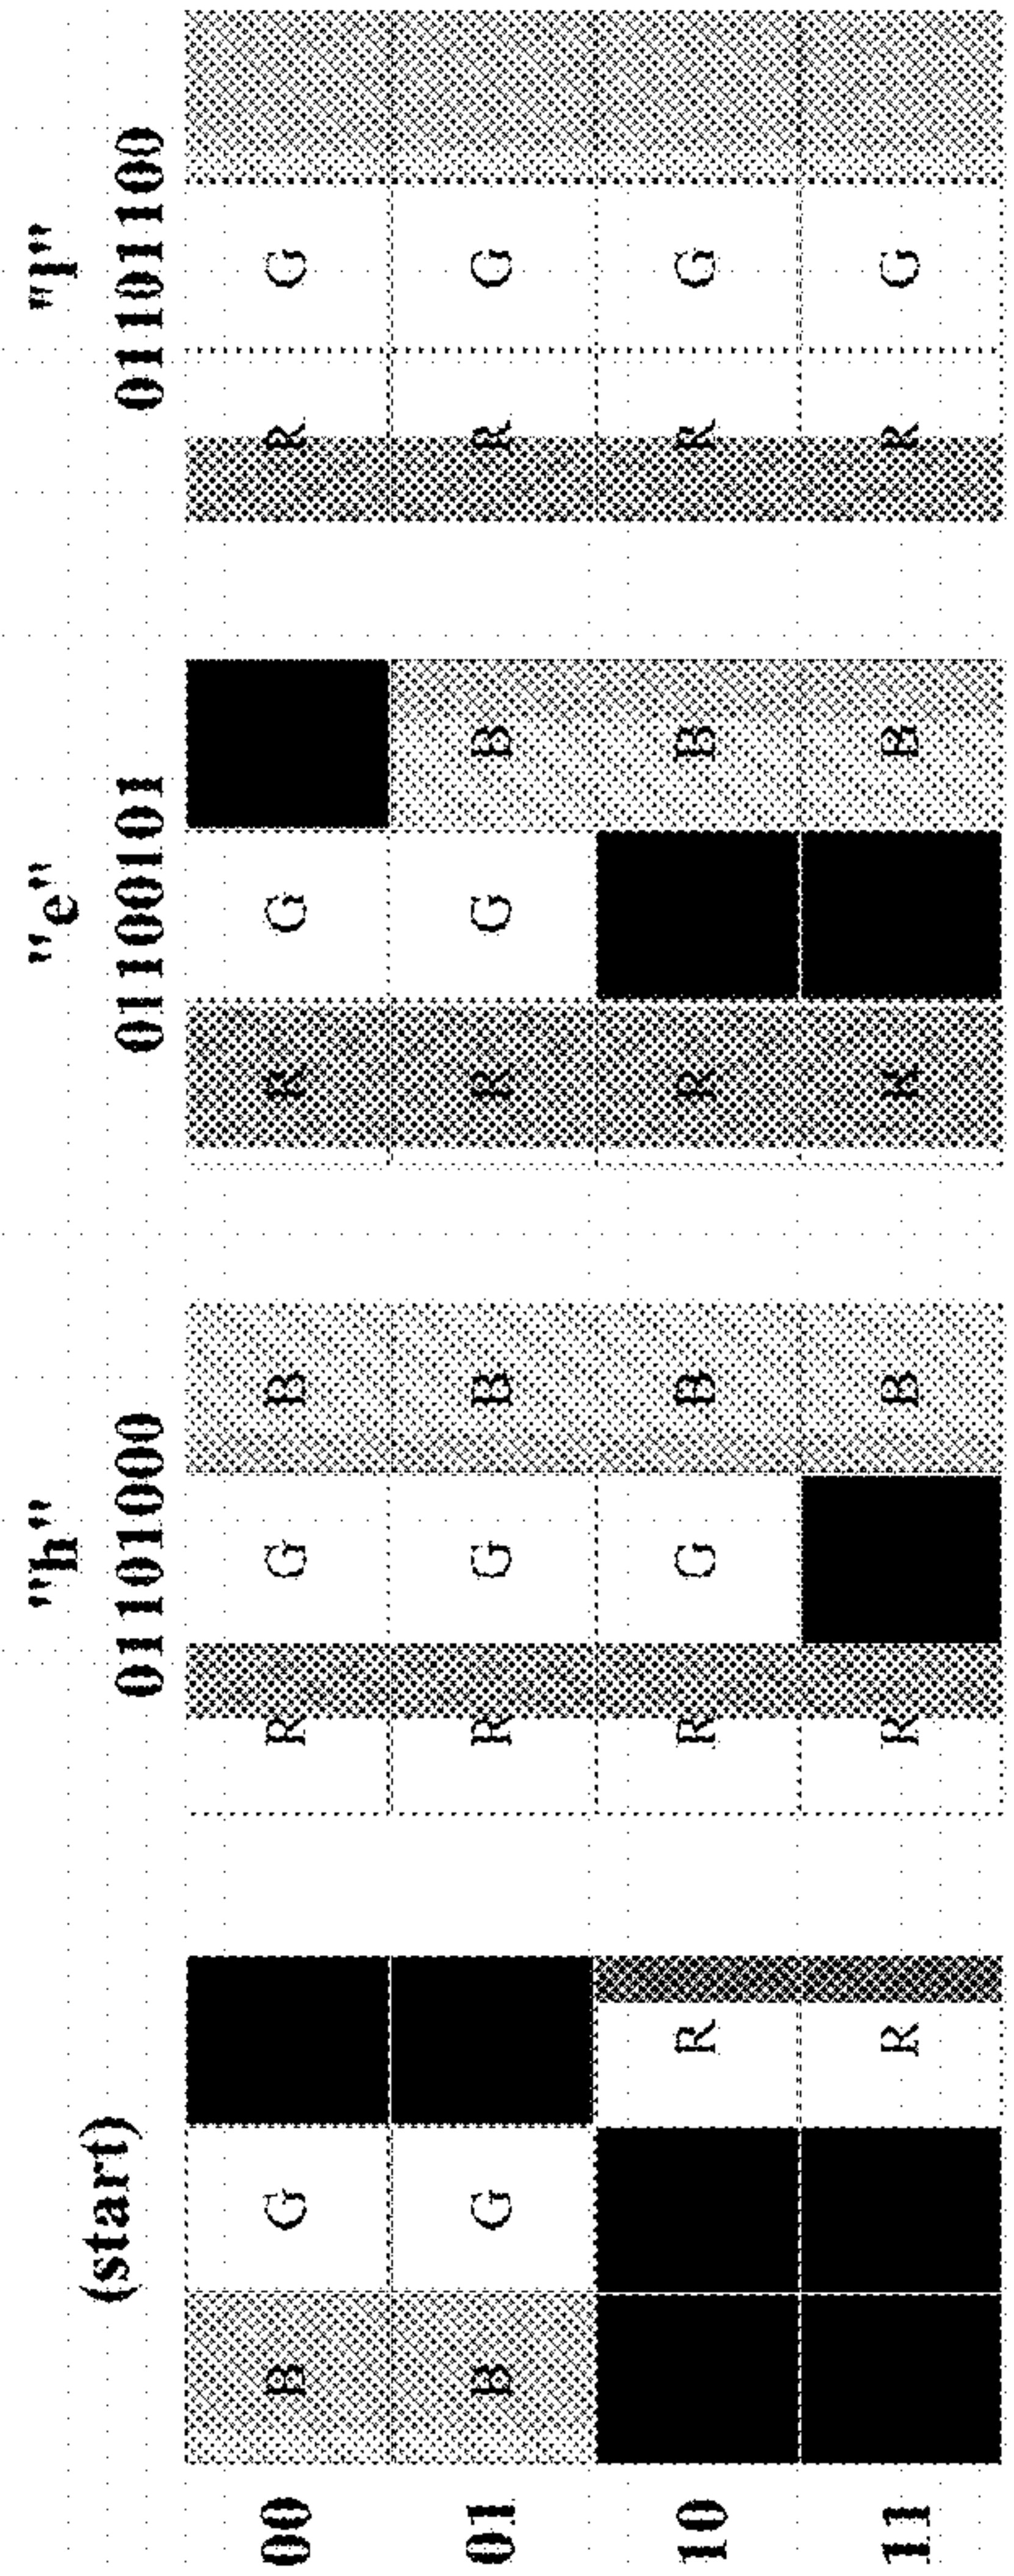 "h" "e" "l"
(start) 01101000 01100101 01101100
00 B G R G B R G R G
01 B G R G B R G B R G
10 R R G B R B R G
11 R R B R B R G